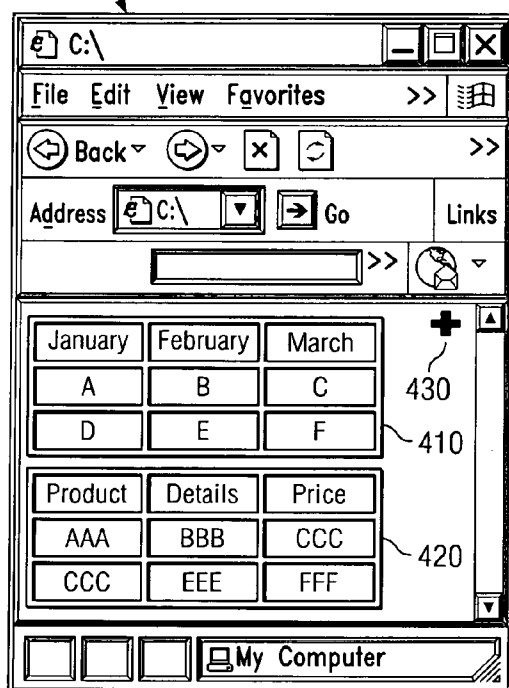 C:\
File Edit View Favorites >>
Back >>
Address C:\ Go Links
>>
January February March
A B C
D E F
430
410
Product Details Price
AAA BBB CCC
CCC EEE FFF
420
My Computer